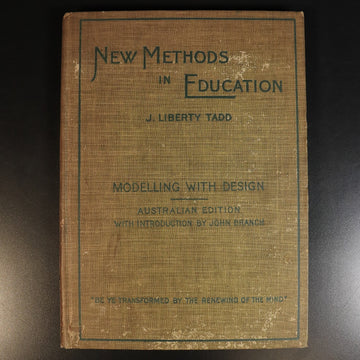 NEW METHODS
IN EDUCATION
J. LIBERTY TADD
MODELLING WITH DESIGN
AUSTRALIAN EDITION
WITH INTRODUCTION BY JOHN BRANCH
"BE YE TRANSFORMED BY THE RENEWING OF THE MIND"